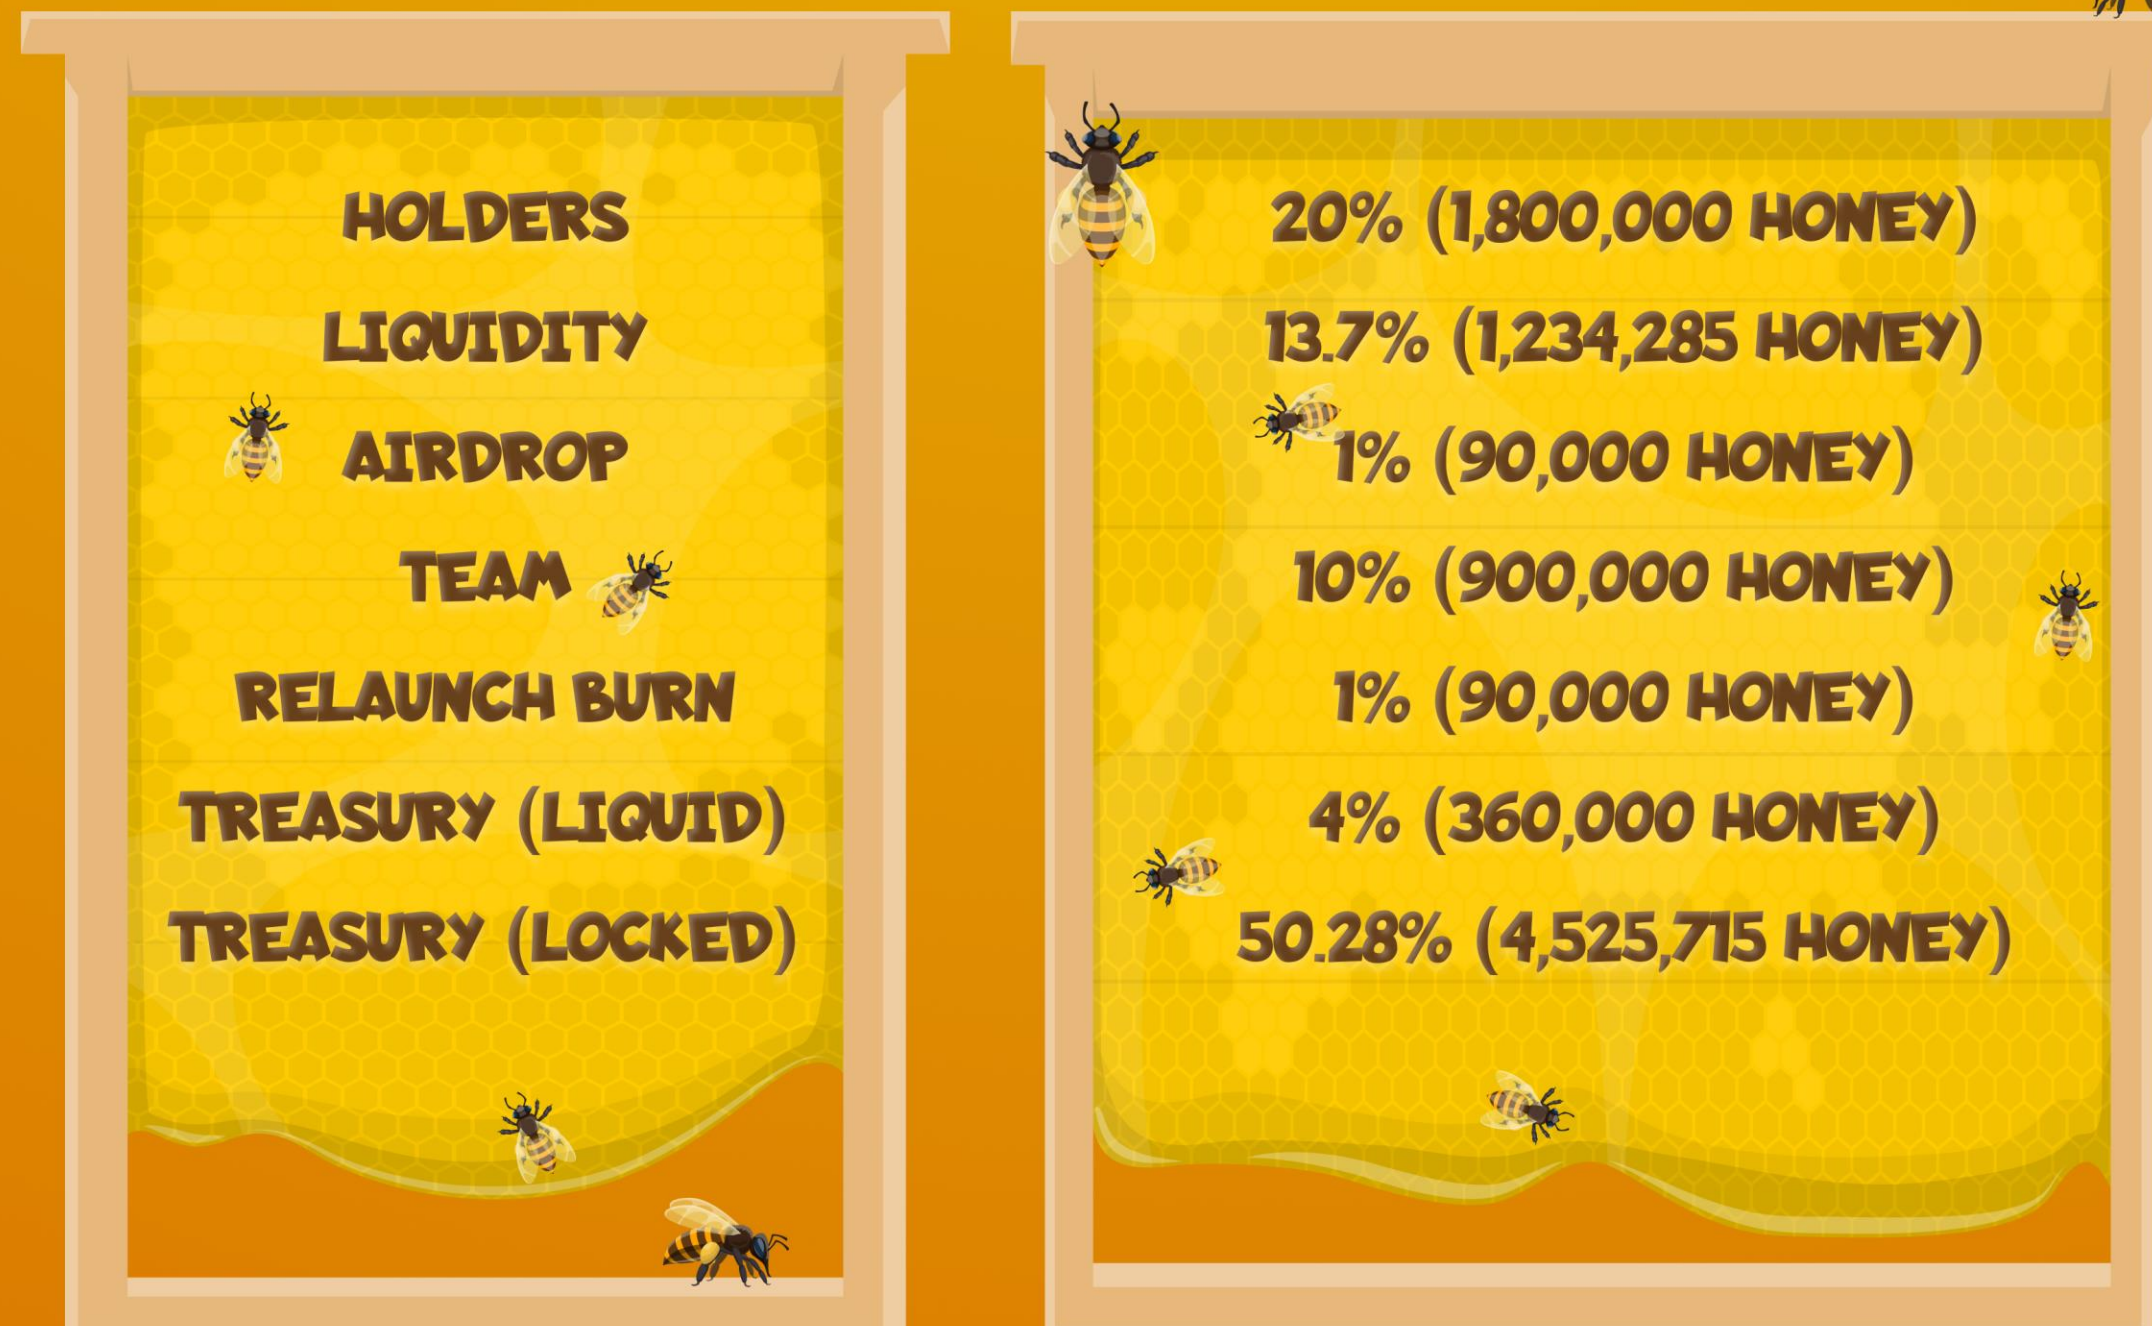 HOLDERS
LIQUIDITY
AIRDROP
TEAM
RELAUNCH BURN
TREASURY (LIQUID)
TREASURY (LOCKED)
20% (1,800,000 HONEY)
13.7% (1,234,285 HONEY)
1% (90,000 HONEY)
10% (900,000 HONEY)
1% (90,000 HONEY)
4% (360,000 HONEY)
50.28% (4,525,715 HONEY)